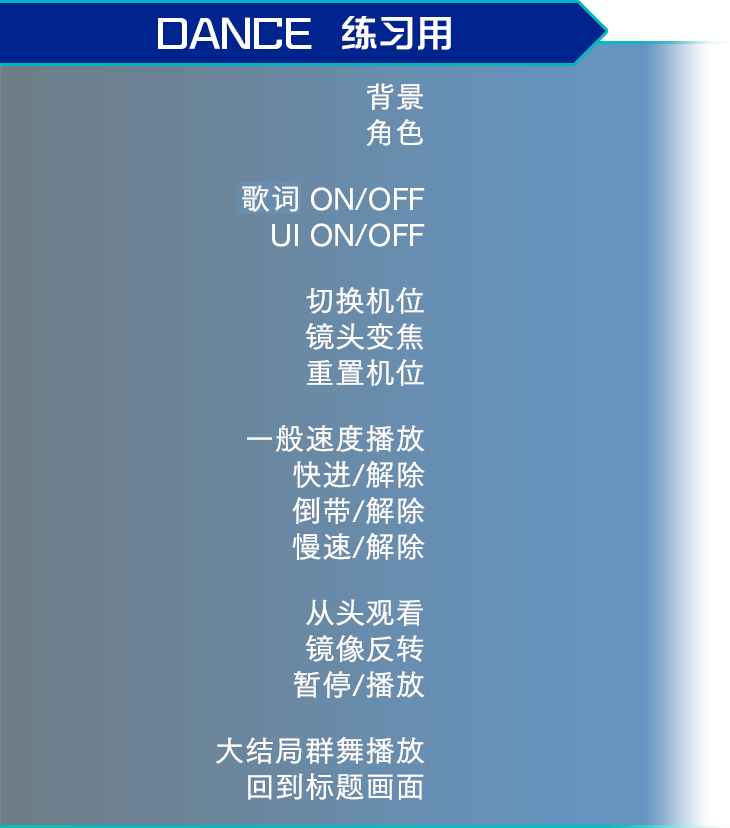 DANCE 练习用
背景
角色
歌词 ON/OFF
UI ON/OFF
切换机位
镜头变焦
重置机位
一般速度播放
快进/解除
倒带/解除
慢速/解除
从头观看
镜像反转
暂停/播放
大结局群舞播放
回到标题画面